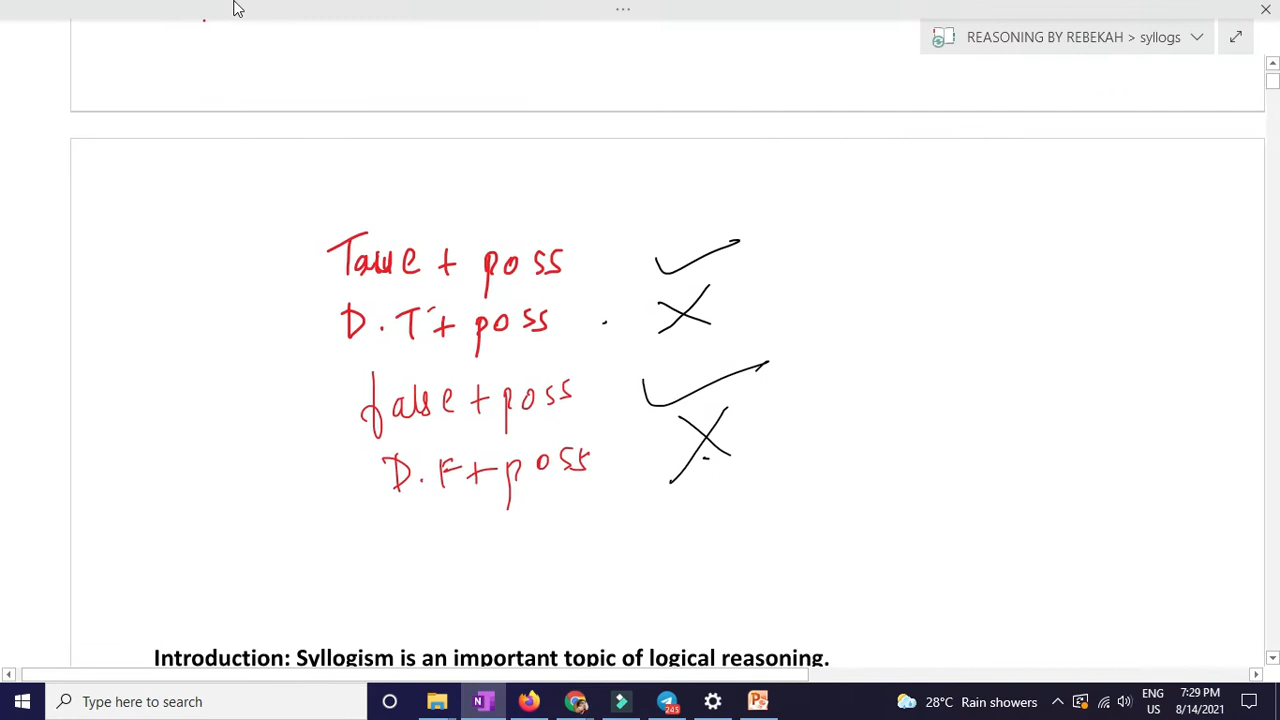 REASONING BY REBEKAH > syllogs
True + poss
D.T + poss
false + poss
D.F + poss
Introduction: Syllogism is an important topic of logical reasoning.
Type here to search
245
28°C Rain showers
ENG
US
7:29 PM
8/14/2021